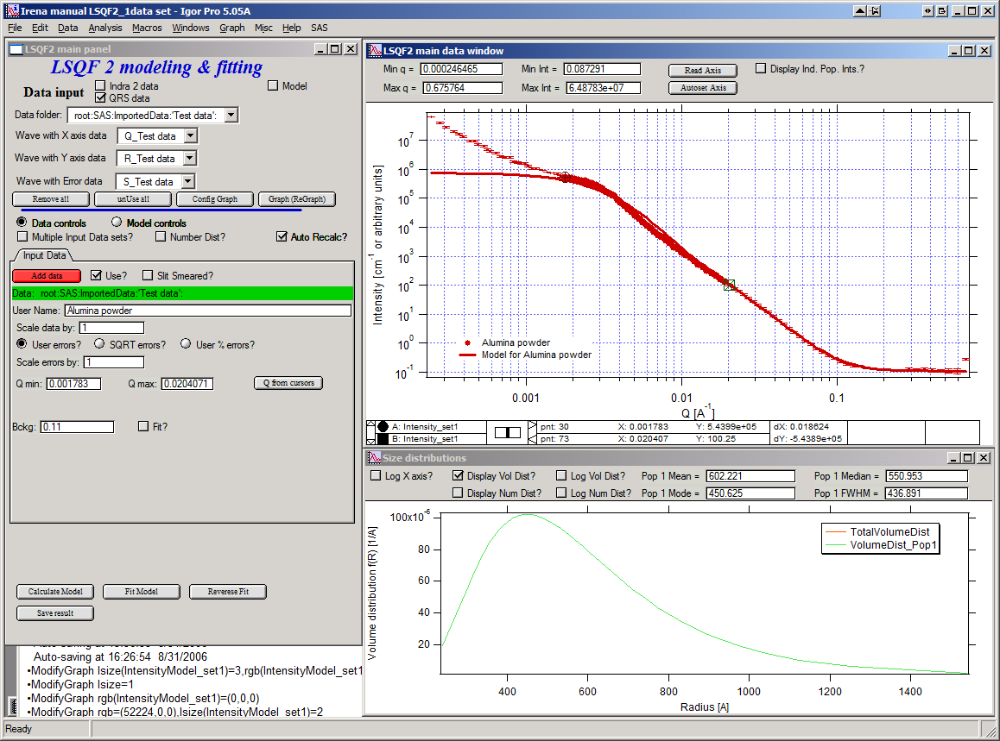 Irena manual LSQF2_1data set - Igor Pro 5.05A
File Edit Data Analysis Macros Windows Graph Misc Help SAS
LSQF2 main panel
LSQF 2 modeling & fitting
Data input
Indra 2 data
Model
QRS data
Data folder: root:SAS:ImportedData:'Test data':
Wave with X axis data Q_Test data
Wave with Y axis data R_Test data
Wave with Error data S_Test data
Remove all unUse all Config Graph Graph (ReGraph)
Data controls Model controls
Multiple Input Data sets? Number Dist? Auto Recalc?
Input Data
Add data Use? Slit Smeared?
Data: root:SAS:ImportedData:'Test data':
User Name: Alumina powder
Scale data by: 1
User errors? SQRT errors? User % errors?
Scale errors by: 1
Q min: 0.001783 Q max: 0.0204071 Q from cursors
Bckg: 0.11 Fit?
Calculate Model Fit Model Reverese Fit
Save result
Auto-saving at 16:26:54 8/31/2006
•ModifyGraph lsize(IntensityModel_set1)=3,rgb(IntensityModel_set1
•ModifyGraph lsize=1
•ModifyGraph rgb(IntensityModel_set1)=(0,0,0)
•ModifyGraph rgb=(52224,0,0),lsize(IntensityModel_set1)=2
Ready
LSQF2 main data window
Min q = 0.000246465 Min Int = 0.087291 Read Axis Display Ind. Pop. Ints.?
Max q = 0.675764 Max Int = 6.48783e+07 Autoset Axis
Intensity [cm-1 or arbitrary units]
10^7
10^6
10^5
10^4
10^3
10^2
10^1
10^0
10^-1
Alumina powder
Model for Alumina powder
0.001 0.01 0.1
Q [A-1]
A: Intensity_set1 pnt: 30 X: 0.001783 Y: 5.4399e+05 dX: 0.018624
B: Intensity_set1 pnt: 73 X: 0.020407 Y: 100.25 dY: -5.4389e+05
Size distributions
Log X axis? Display Vol Dist? Log Vol Dist? Pop 1 Mean = 602.221 Pop 1 Median = 550.953
Display Num Dist? Log Num Dist? Pop 1 Mode = 450.625 Pop 1 FWHM = 436.891
Volume distribution f(R) [1/A]
100x10^-6
80
60
40
20
TotalVolumeDist
VolumeDist_Pop1
400 600 800 1000 1200 1400
Radius [A]